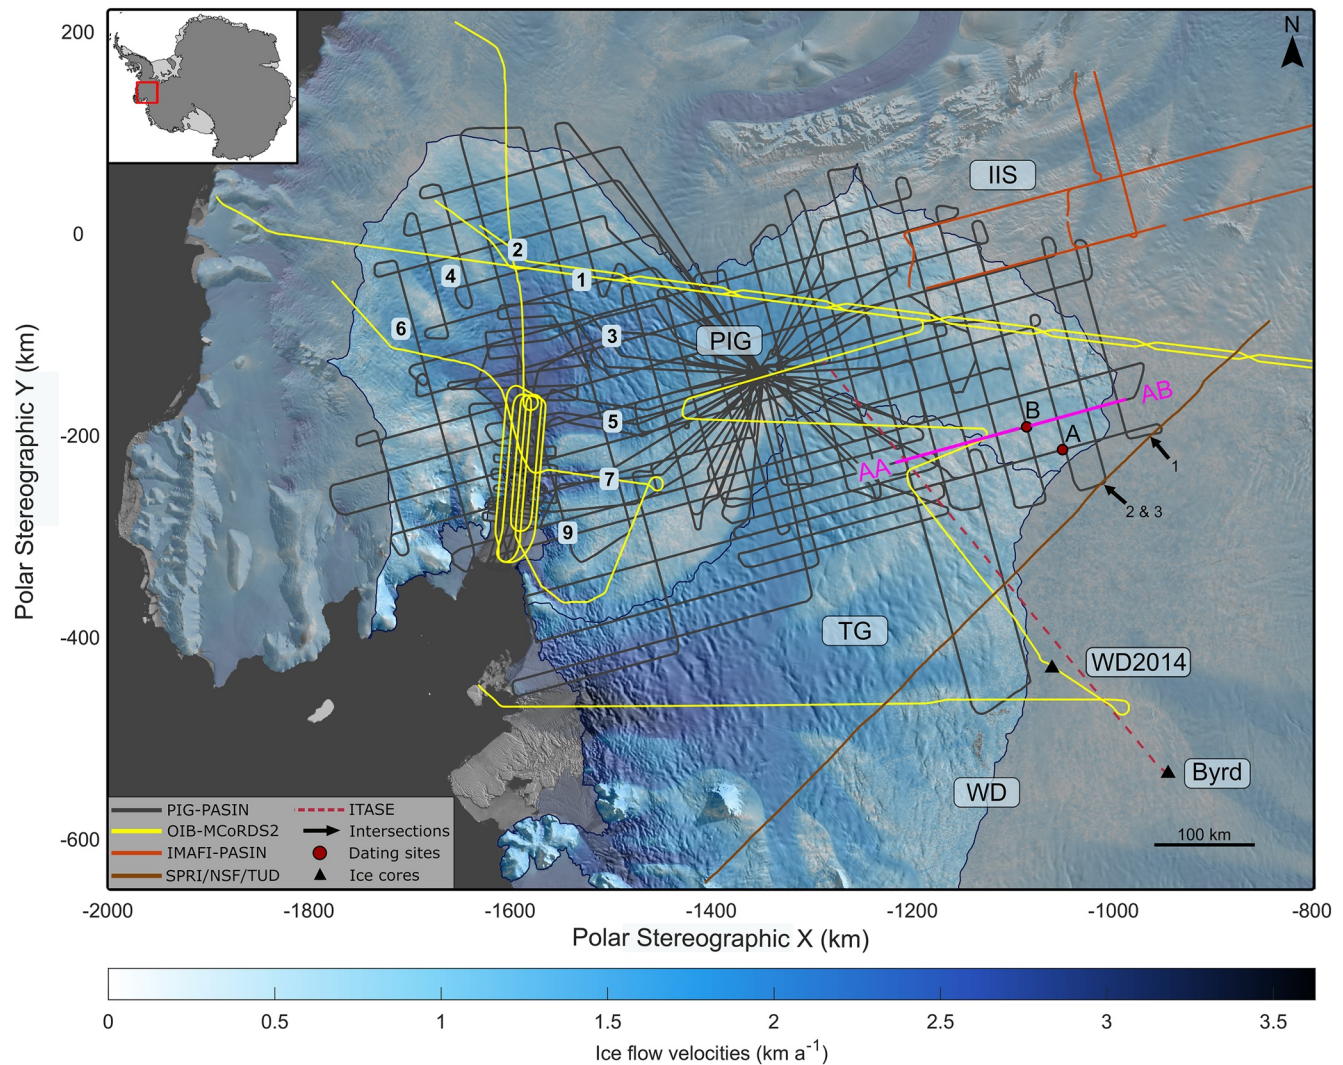 N
200
0
-200
-400
-600
Polar Stereographic Y (km)
IIS
2
4
1
6
3
PIG
5
AB
B
A
AA
1
7
2 & 3
9
TG
WD2014
Byrd
WD
100 km
PIG-PASIN
OIB-MCoRDS2
IMAFI-PASIN
SPRI/NSF/TUD
ITASE
Intersections
Dating sites
Ice cores
-2000 -1800 -1600 -1400 -1200 -1000 -800
Polar Stereographic X (km)
0 0.5 1 1.5 2 2.5 3 3.5
Ice flow velocities (km a⁻¹)